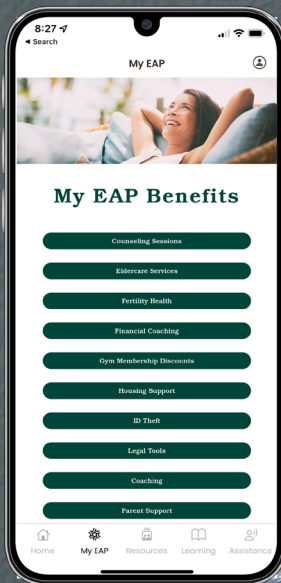 8:27
◂ Search
My EAP
My EAP Benefits
Counseling Sessions
Eldercare Services
Fertility Health
Financial Coaching
Gym Membership Discounts
Housing Support
ID Theft
Legal Tools
Coaching
Parent Support
Home My EAP Resources Learning Assistance